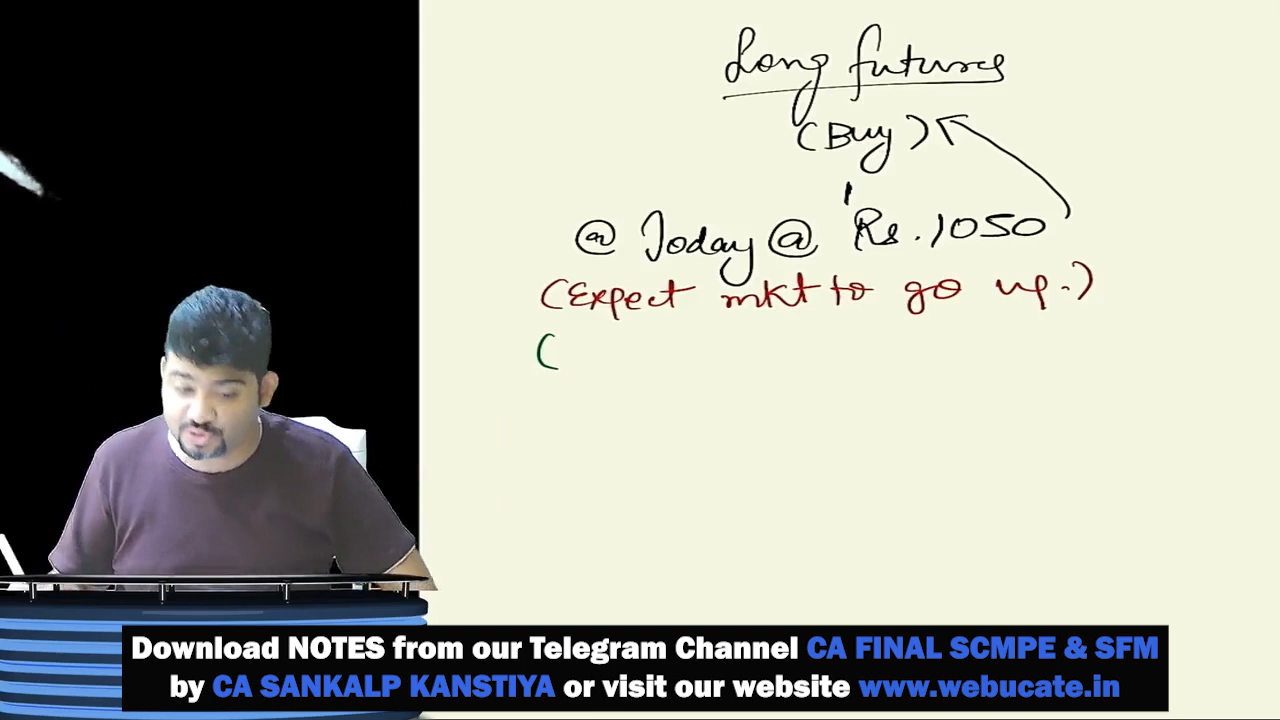 Long futures
(Buy)
@ Today @ Rs. 1050
(Expect mkt to go up.)
(
Download NOTES from our Telegram Channel CA FINAL SCMPE & SFM
by CA SANKALP KANSTIYA or visit our website www.webucate.in